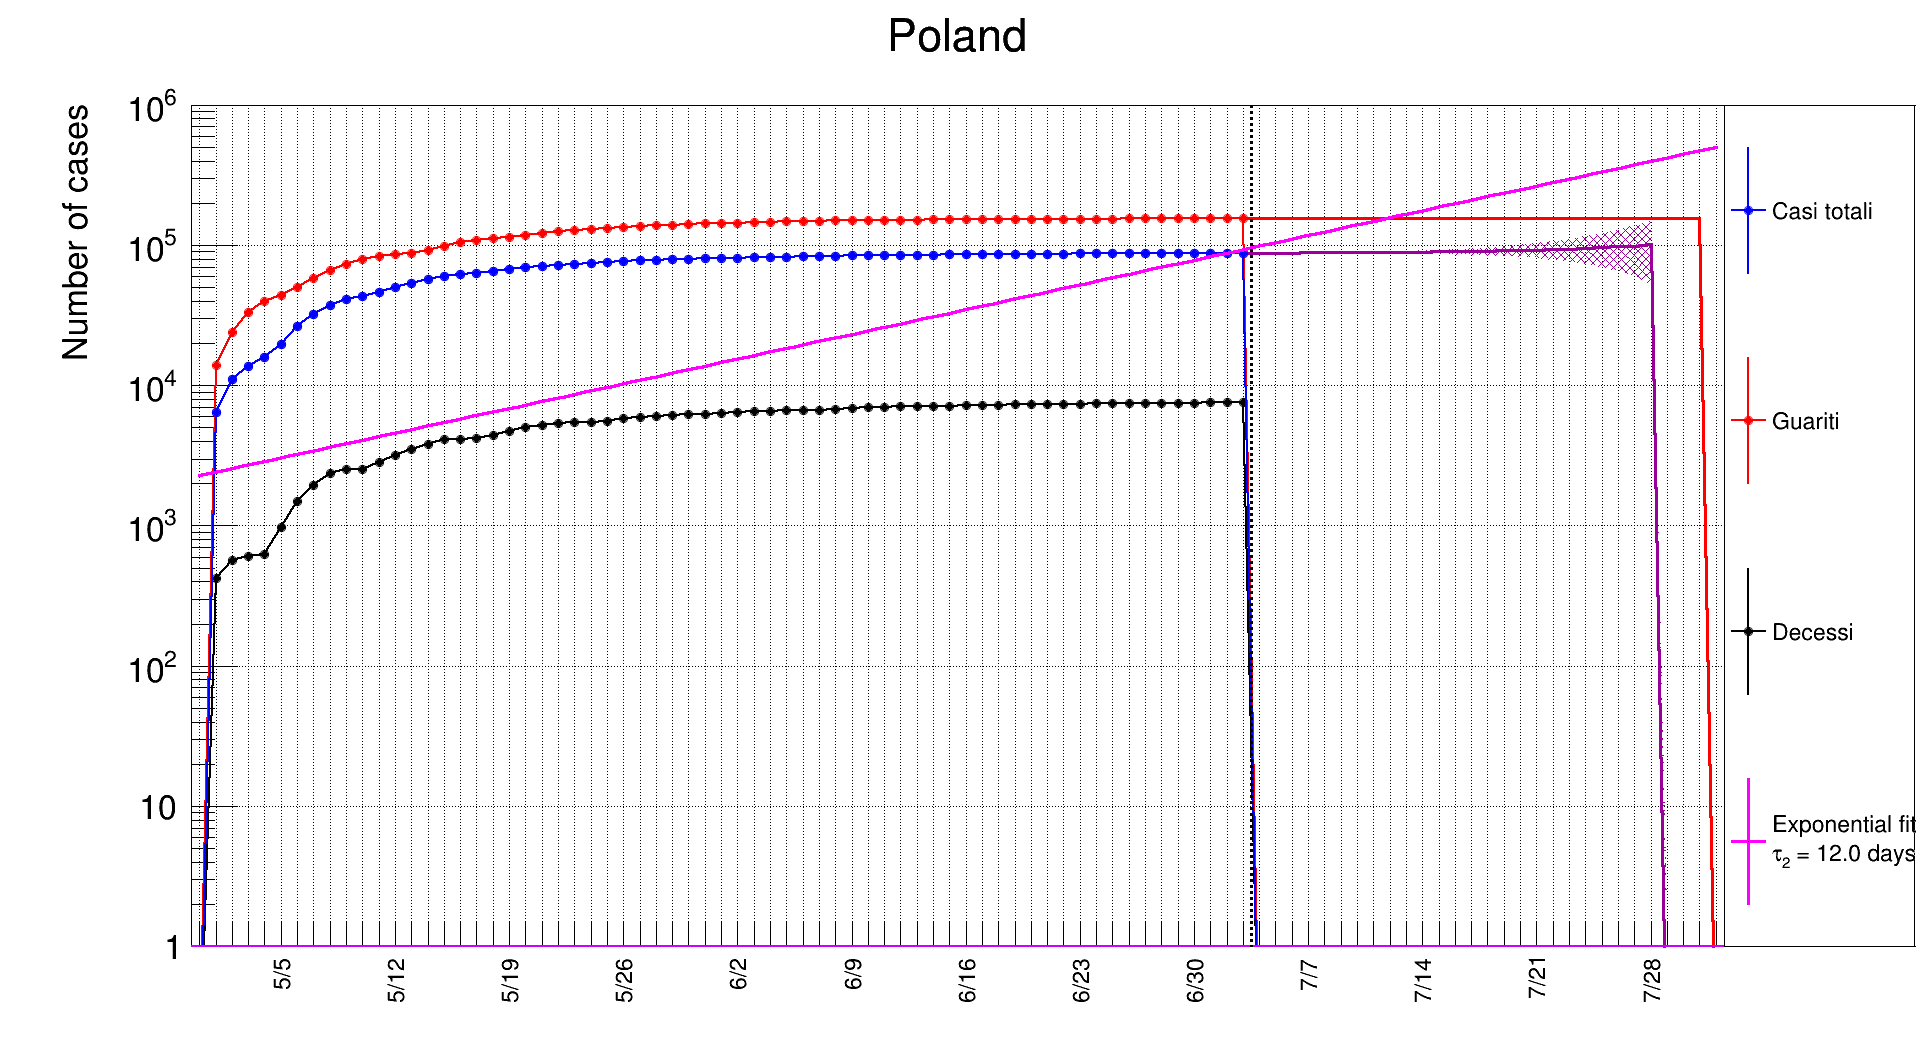 Poland
Number of cases
10^6
10^5
10^4
10^3
10^2
10
1
5/5
5/12
5/19
5/26
6/2
6/9
6/16
6/23
6/30
7/7
7/14
7/21
7/28
Casi totali
Guariti
Decessi
Exponential fit
τ₂ = 12.0 days